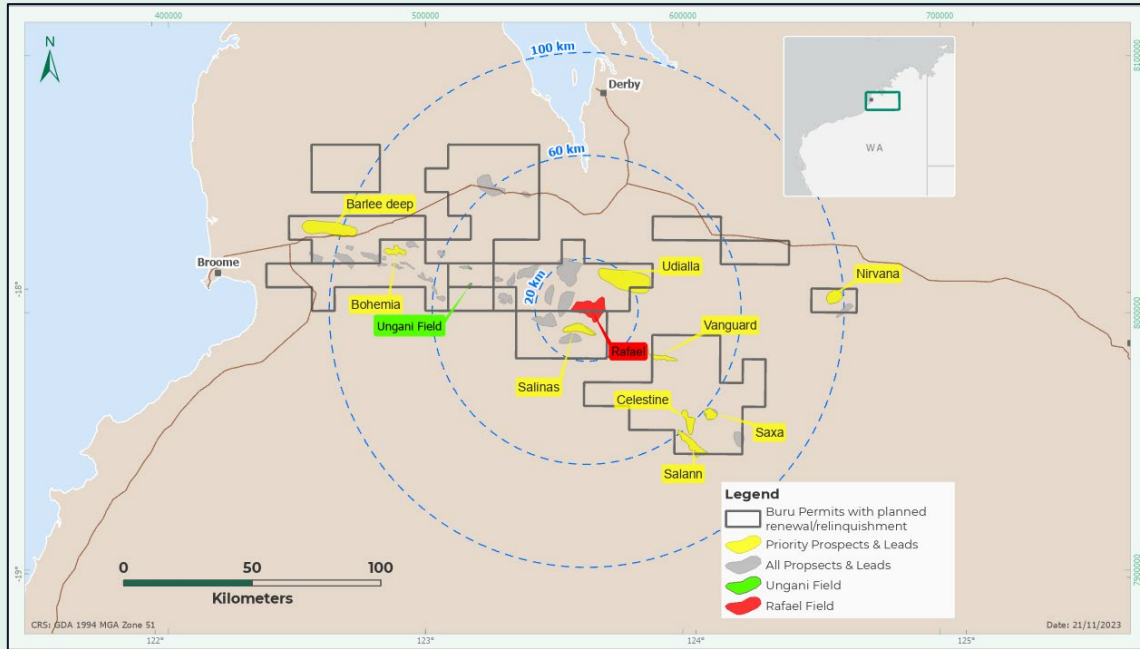 400000
500000
600000
700000
N
100 km
Derby
8100000
WA
60 km
Barlee deep
Broome
Udialla
Nirvana
-18°
20 km
Bohemia
Ungani Field
Vanguard
Rafael
Salinas
Celestine
Saxa
Salann
Legend
Buru Permits with planned
renewal/relinquishment
Priority Prospects & Leads
All Propsects & Leads
Ungani Field
Rafael Field
0 50 100
Kilometers
-19°
7900000
CRS: GDA 1994 MGA Zone 51
Date: 21/11/2023
122°
123°
124°
125°